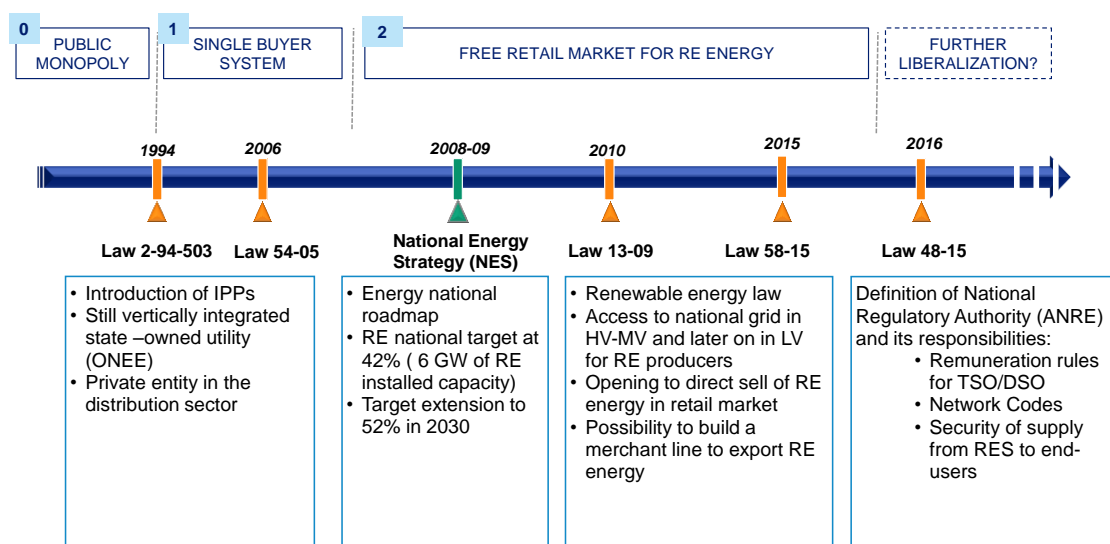 0
PUBLIC
MONOPOLY
1
SINGLE BUYER
SYSTEM
2
FREE RETAIL MARKET FOR RE ENERGY
FURTHER
LIBERALIZATION?
1994
2006
2008-09
2010
2015
2016
Law 2-94-503
Law 54-05
National Energy
Strategy (NES)
Law 13-09
Law 58-15
Law 48-15
• Introduction of IPPs
• Still vertically integrated
state –owned utility
(ONEE)
• Private entity in the
distribution sector
• Energy national
roadmap
• RE national target at
42% ( 6 GW of RE
installed capacity)
• Target extension to
52% in 2030
• Renewable energy law
• Access to national grid in
HV-MV and later on in LV
for RE producers
• Opening to direct sell of RE
energy in retail market
• Possibility to build a
merchant line to export RE
energy
Definition of National
Regulatory Authority (ANRE)
and its responsibilities:
• Remuneration rules
for TSO/DSO
• Network Codes
• Security of supply
from RES to end-
users